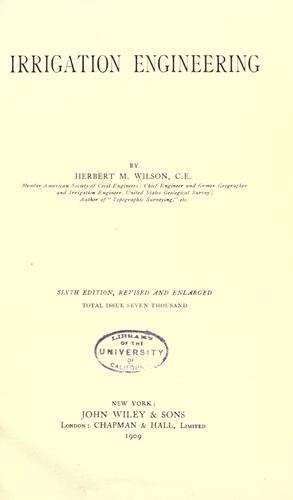 IRRIGATION ENGINEERING
BY
HERBERT M. WILSON, C.E.
Member American Society of Civil Engineers; Chief Engineer and former Geographer
and Irrigation Engineer, United States Geological Survey;
Author of "Topographic Surveying," etc.
SIXTH EDITION, REVISED AND ENLARGED
TOTAL ISSUE SEVEN THOUSAND
LIBRARY
OF THE
UNIVERSITY
OF
CALIFOR
NEW YORK:
JOHN WILEY & SONS
LONDON: CHAPMAN & HALL, LIMITED
1909